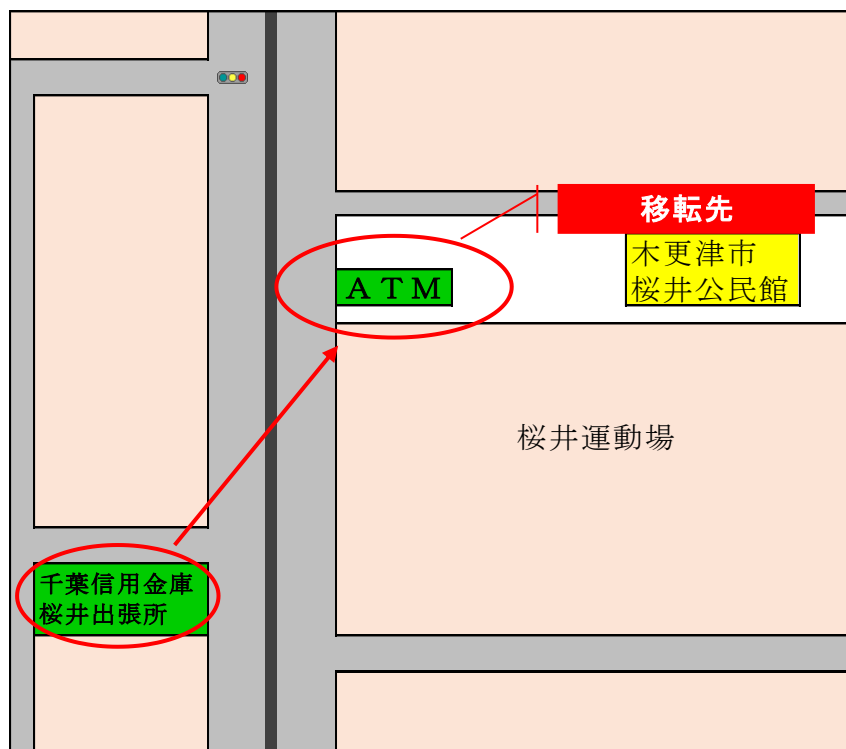 移転先
木更津市
桜井公民館
ＡＴＭ
桜井運動場
千葉信用金庫
桜井出張所